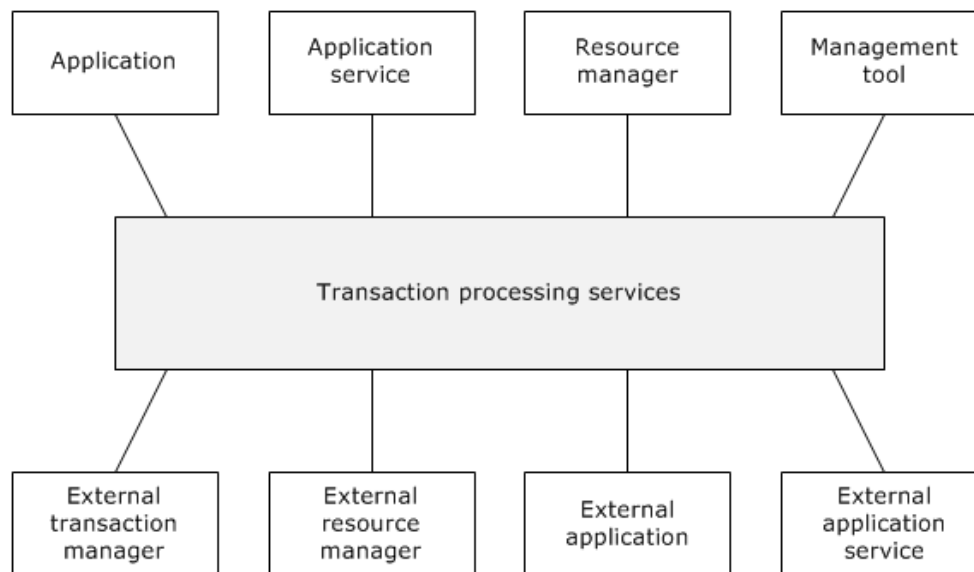 Application
Application
service
Resource
manager
Management
tool
Transaction processing services
External
transaction
manager
External
resource
manager
External
application
External
application
service